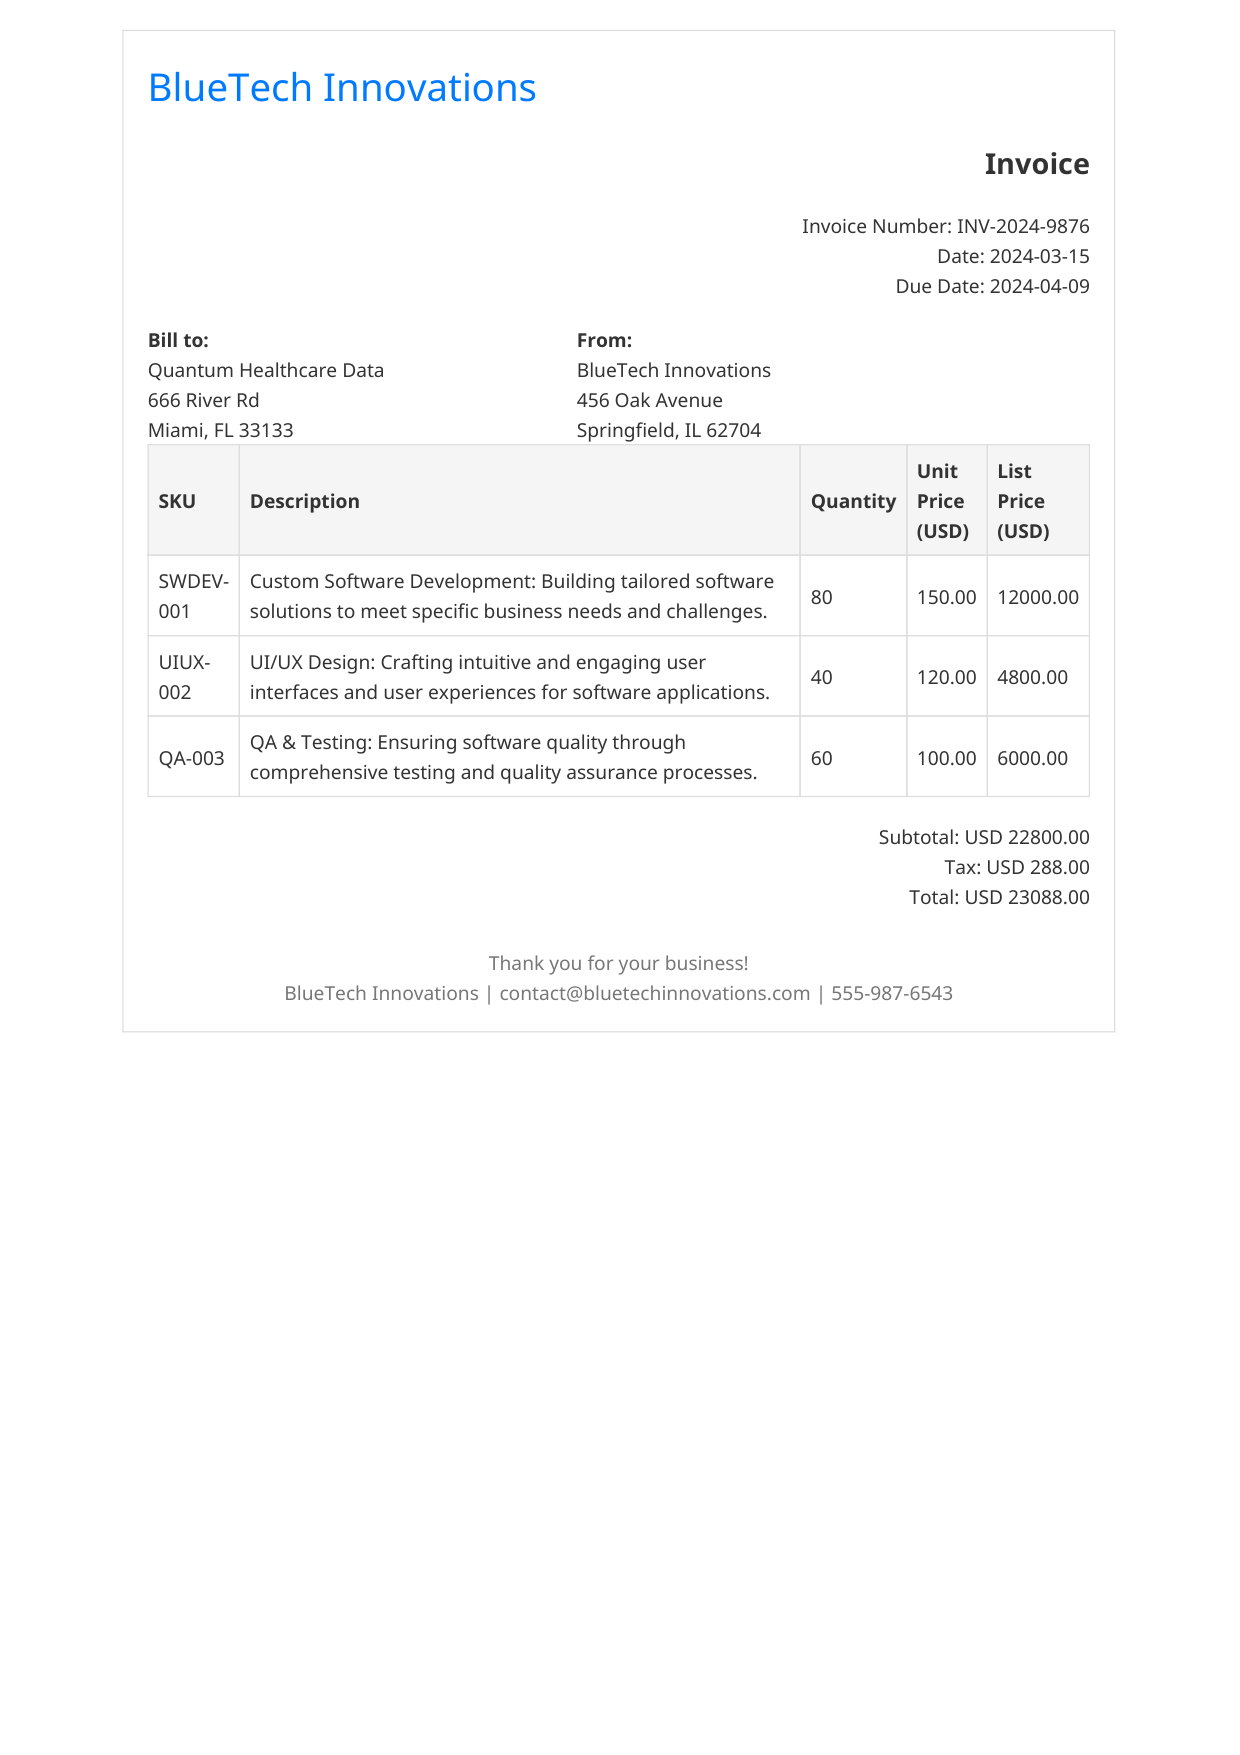 BlueTech Innovations
Invoice
Invoice Number: INV-2024-9876
Date: 2024-03-15
Due Date: 2024-04-09
Bill to:
Quantum Healthcare Data
666 River Rd
Miami, FL 33133
From:
BlueTech Innovations
456 Oak Avenue
Springfield, IL 62704
SKU
Description
Quantity
Unit
Price
(USD)
List
Price
(USD)
SWDEV-
001
Custom Software Development: Building tailored software
solutions to meet specific business needs and challenges.
80
150.00
12000.00
UIUX-
002
UI/UX Design: Crafting intuitive and engaging user
interfaces and user experiences for software applications.
40
120.00
4800.00
QA-003
QA & Testing: Ensuring software quality through
comprehensive testing and quality assurance processes.
60
100.00
6000.00
Subtotal: USD 22800.00
Tax: USD 288.00
Total: USD 23088.00
Thank you for your business!
BlueTech Innovations | contact@bluetechinnovations.com | 555-987-6543